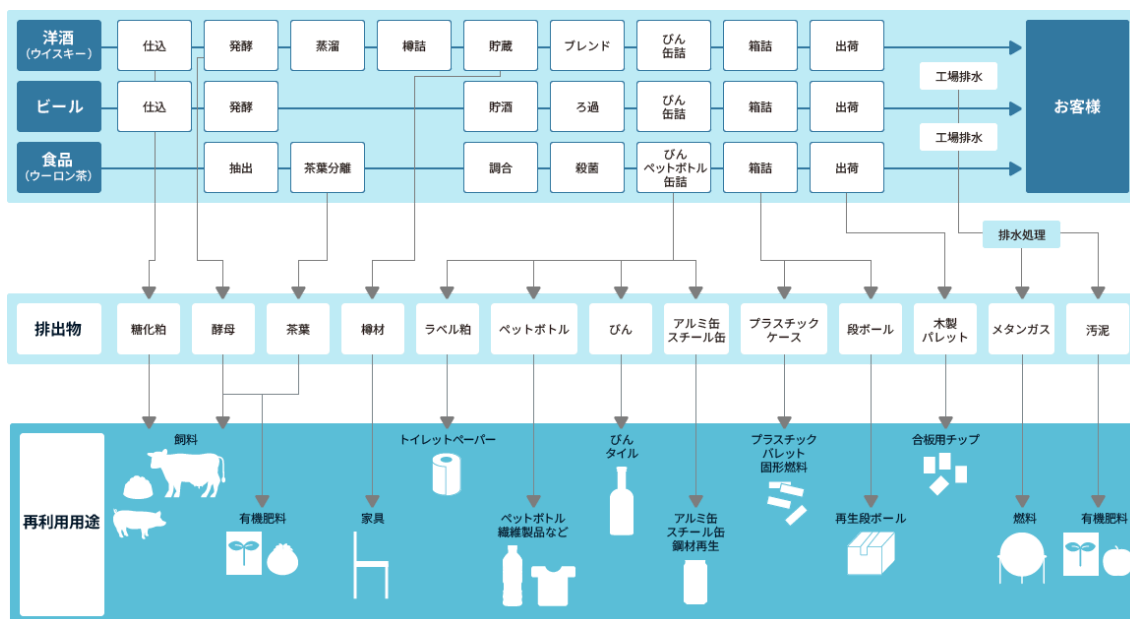 洋酒
(ウイスキー)
仕込
発酵
蒸溜
樽詰
貯蔵
ブレンド
びん
缶詰
箱詰
出荷
工場排水
お客様
ビール
仕込
発酵
貯酒
ろ過
びん
缶詰
箱詰
出荷
工場排水
食品
(ウーロン茶)
抽出
茶葉分離
調合
殺菌
びん
ペットボトル
缶詰
箱詰
出荷
排水処理
排出物
糖化粕
酵母
茶葉
樽材
ラベル粕
ペットボトル
びん
アルミ缶
スチール缶
プラスチック
ケース
段ボール
木製
パレット
メタンガス
汚泥
再利用用途
飼料
有機肥料
家具
トイレットペーパー
ペットボトル
繊維製品など
びん
タイル
アルミ缶
スチール缶
鋼材再生
プラスチック
パレット
固形燃料
再生段ボール
合板用チップ
燃料
有機肥料